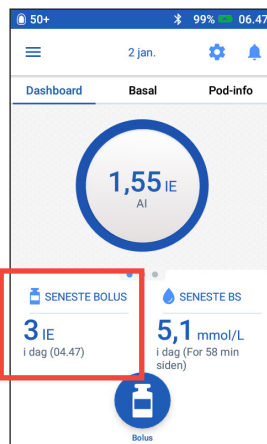 50+ 99% 06.47
2 jan.
Dashboard Basal Pod-info
1,55 IE
AI
SENESTE BOLUS
3 IE
i dag (04.47)
SENESTE BS
5,1 mmol/L
i dag (For 58 min
siden)
Bolus